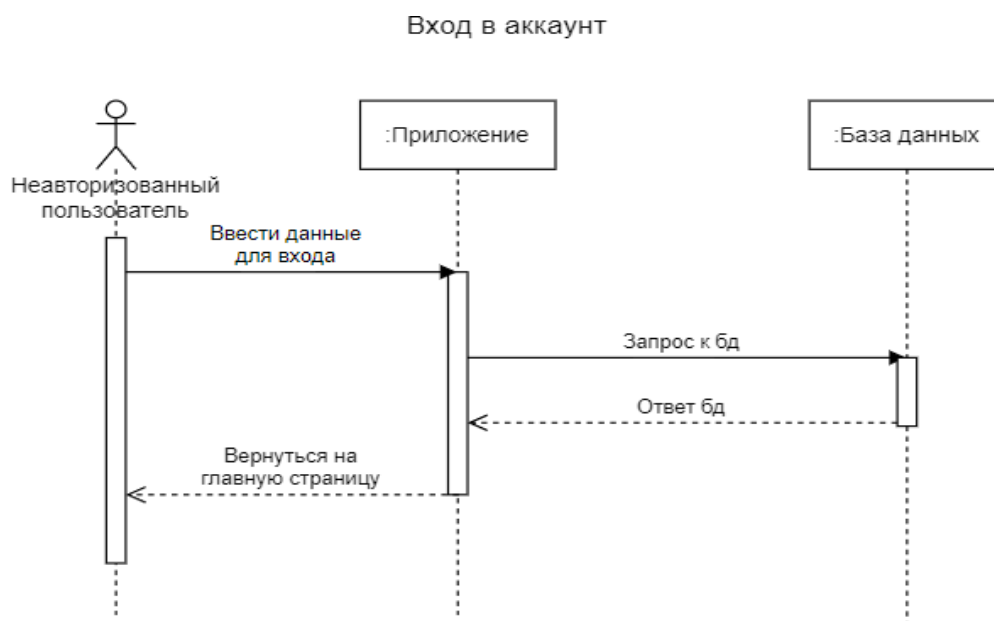 Вход в аккаунт
:Приложение
:База данных
Неавторизованный
пользователь
Ввести данные
для входа
Запрос к бд
Ответ бд
Вернуться на
главную страницу